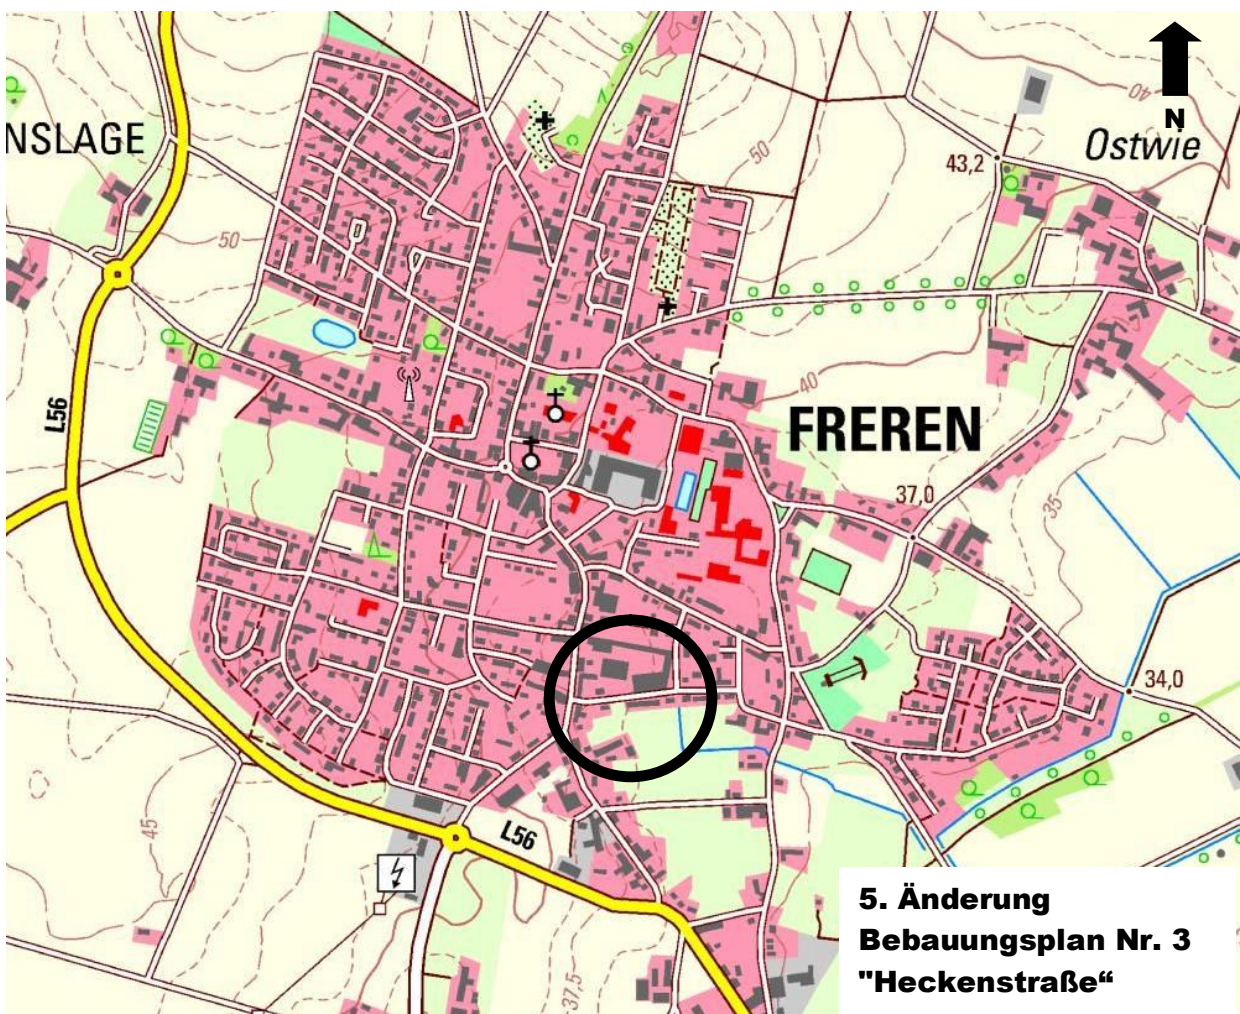 NSLAGE
N
Ostwie
40
50
43,2
50
40
L56
FREREN
37,0
35
34,0
45
L56
37,5
5. Änderung
Bebauungsplan Nr. 3
"Heckenstraße“